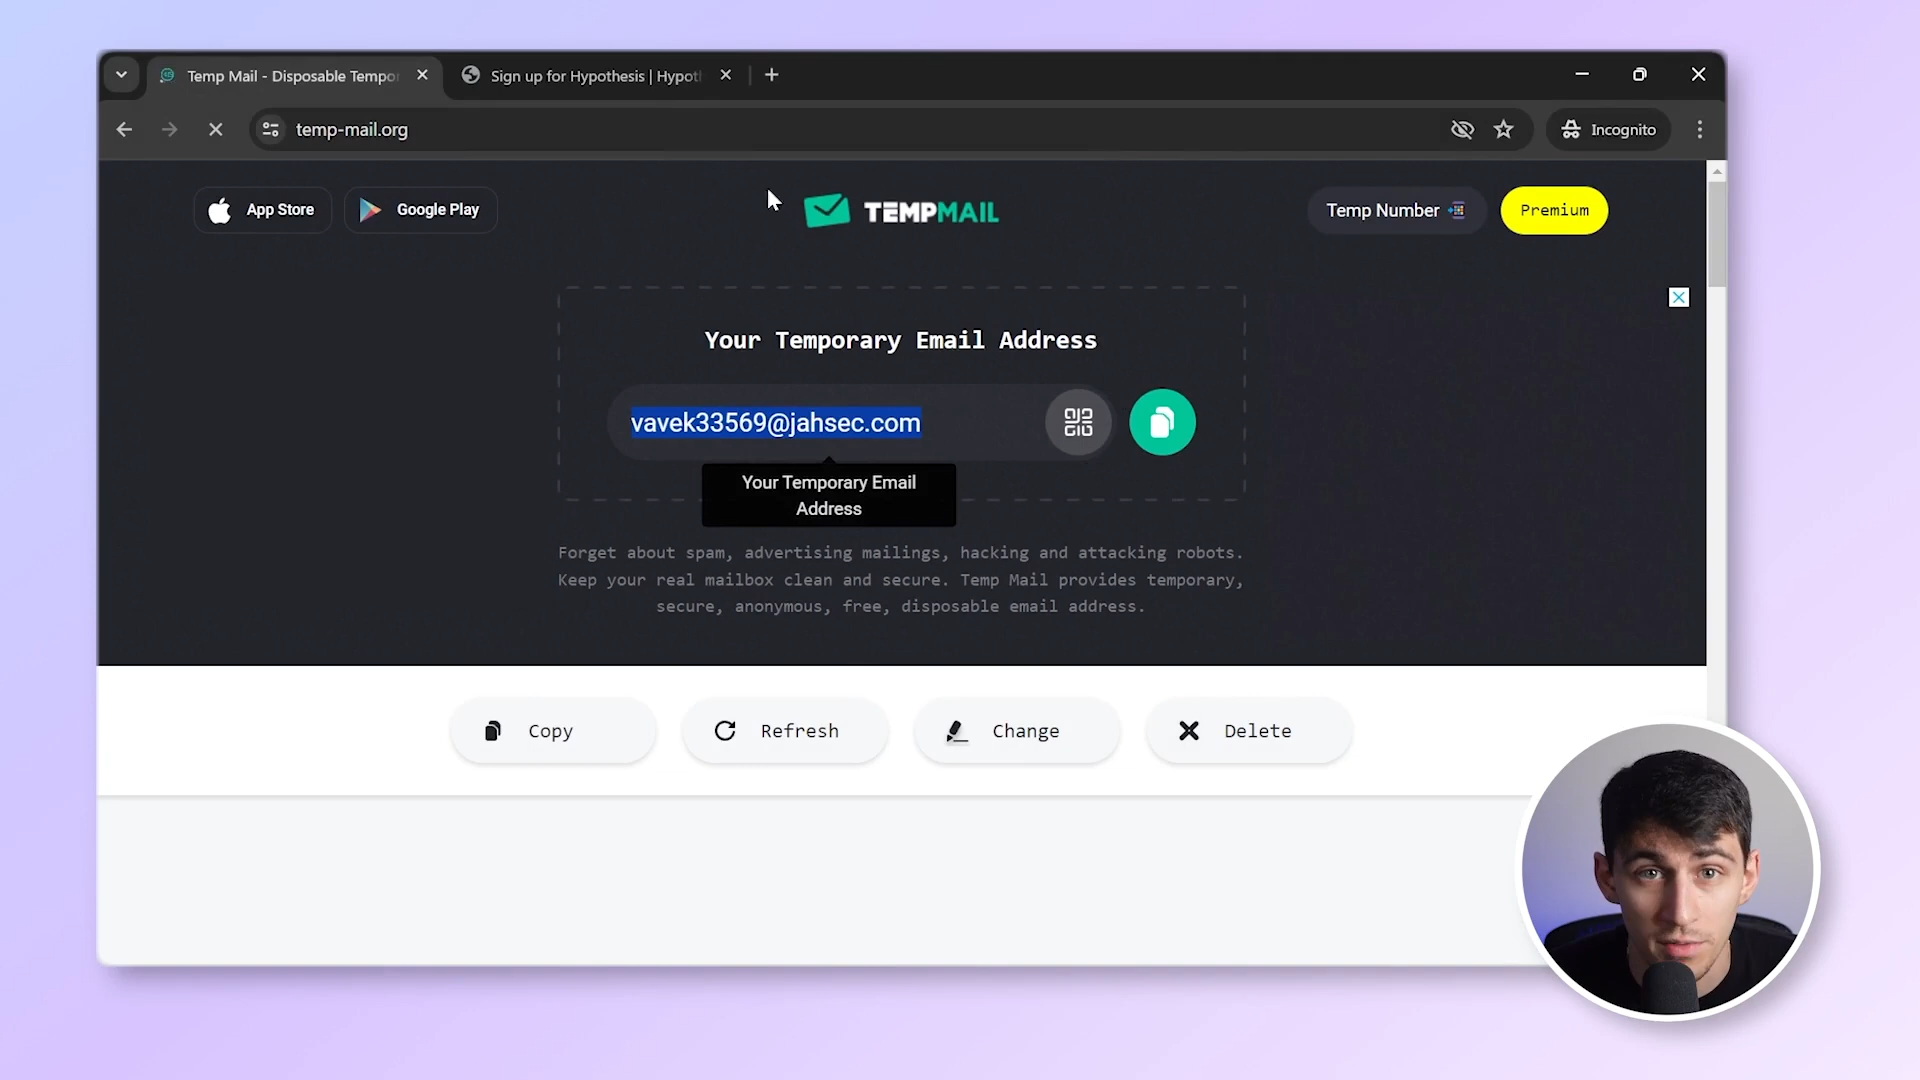 Temp Mail - Disposable Tempo
Sign up for Hypothesis | Hypot
temp-mail.org
Incognito
App Store
Google Play
TEMPMAIL
Temp Number
Premium
Your Temporary Email Address
vavek33569@jahsec.com
Your Temporary Email
Address
Forget about spam, advertising mailings, hacking and attacking robots.
Keep your real mailbox clean and secure. Temp Mail provides temporary,
secure, anonymous, free, disposable email address.
Copy
Refresh
Change
Delete